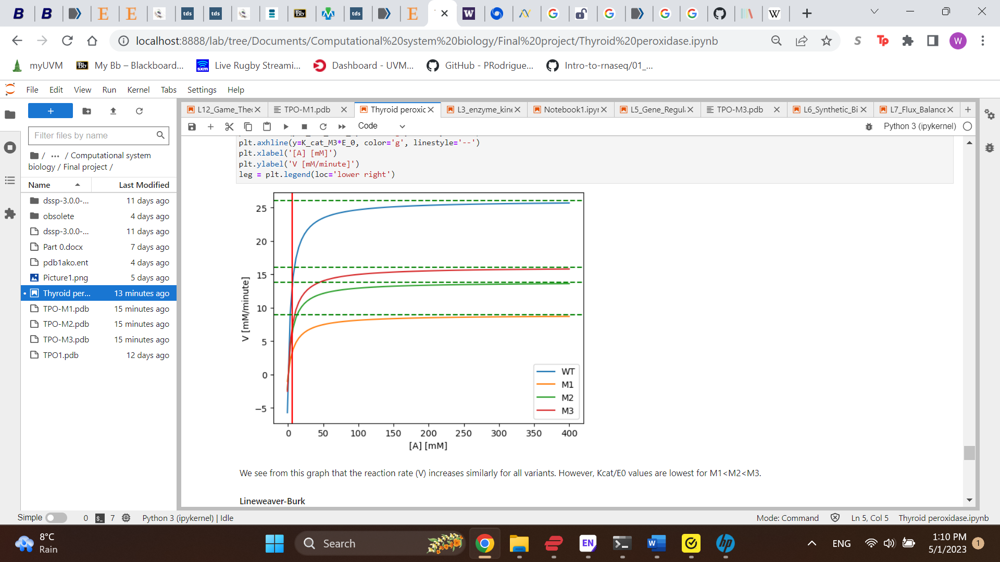 localhost:8888/lab/tree/Documents/Computational%20system%20biology/Final%20project/Thyroid%20peroxidase.ipynb
W
myUVM
Bb My Bb – Blackboard...
sxm Live Rugby Streami...
Dashboard - UVM...
GitHub - PRodrigue...
Intro-to-rnaseq/01_...
File Edit View Run Kernel Tabs Settings Help
L12_Game_The
TPO-M1.pdb
Thyroid peroxic
L3_enzyme_kine
Notebook1.ipyr
L5_Gene_Regul
TPO-M3.pdb
L6_Synthetic_Bi
L7_Flux_Balance
Code
Python 3 (ipykernel)
Filter files by name
/ ... / Computational system
biology / Final project /
Name Last Modified
dssp-3.0.0-... 11 days ago
obsolete 4 days ago
dssp-3.0.0-... 11 days ago
Part 0.docx 7 days ago
pdb1ako.ent 4 days ago
Picture1.png 5 days ago
Thyroid per... 13 minutes ago
TPO-M1.pdb 15 minutes ago
TPO-M2.pdb 15 minutes ago
TPO-M3.pdb 15 minutes ago
TPO1.pdb 12 days ago
plt.axhline(y=K_cat_M3*E_0, color='g', linestyle='--')
plt.xlabel('[A] [mM]')
plt.ylabel('V [mM/minute]')
leg = plt.legend(loc='lower right')
V [mM/minute]
25
20
15
10
5
0
−5
WT
M1
M2
M3
0 50 100 150 200 250 300 350 400
[A] [mM]
We see from this graph that the reaction rate (V) increases similarly for all variants. However, Kcat/E0 values are lowest for M1<M2<M3.
Lineweaver-Burk
Simple 0 7 Python 3 (ipykernel) | Idle
Mode: Command Ln 5, Col 5 Thyroid peroxidase.ipynb
8°C
Rain
Search
EN
ENG
1:10 PM
5/1/2023
1